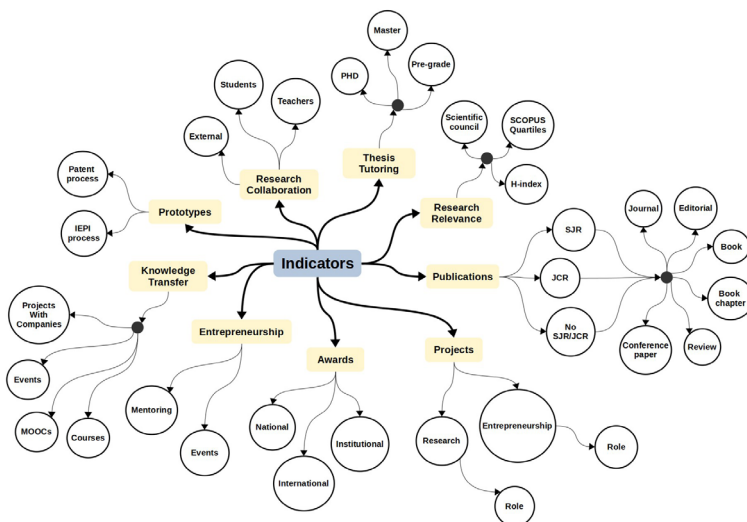 Master
PHD
Pre-grade
Students
Teachers
External
Scientific
council
SCOPUS
Quartiles
H-index
Thesis
Tutoring
Research
Collaboration
Research
Relevance
Patent
process
IEPI
process
Prototypes
Indicators
Knowledge
Transfer
Publications
SJR
JCR
No
SJR/JCR
Journal
Editorial
Book
Book
chapter
Review
Conference
paper
Projects
With
Companies
Events
MOOCs
Courses
Entrepreneurship
Mentoring
Events
Awards
National
International
Institutional
Projects
Research
Role
Entrepreneurship
Role